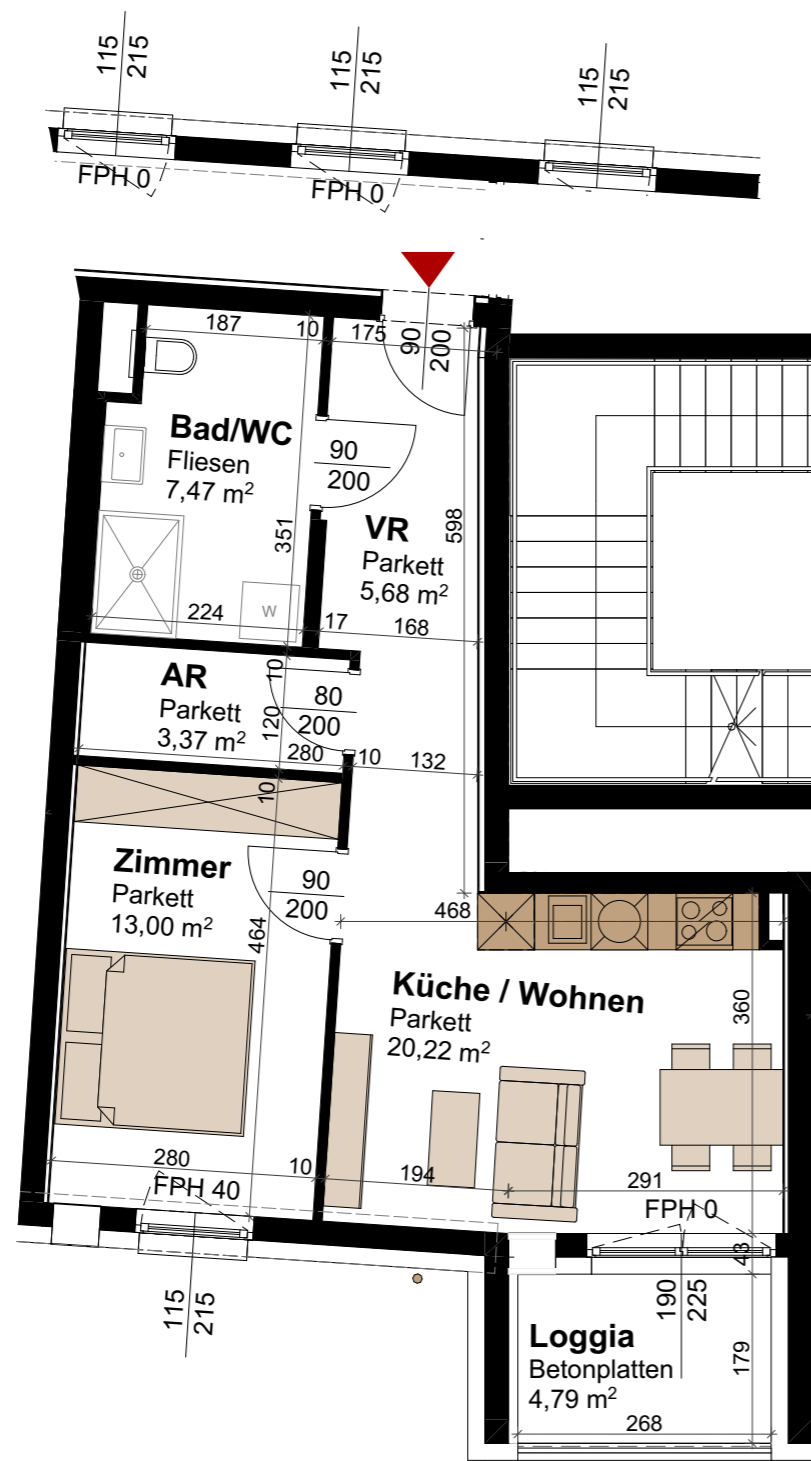 115
215
115
215
115
215
FPH 0
FPH 0
187
10
175
90
200
Bad/WC
Fliesen
7,47 m²
90
200
351
598
VR
Parkett
5,68 m²
W
224
17
168
AR
Parkett
3,37 m²
10
120
80
200
280
10
132
10
Zimmer
Parkett
13,00 m²
90
200
464
468
Küche / Wohnen
Parkett
20,22 m²
360
280
10
194
291
FPH 40
FPH 0
43
115
215
190
225
Loggia
Betonplatten
4,79 m²
179
268